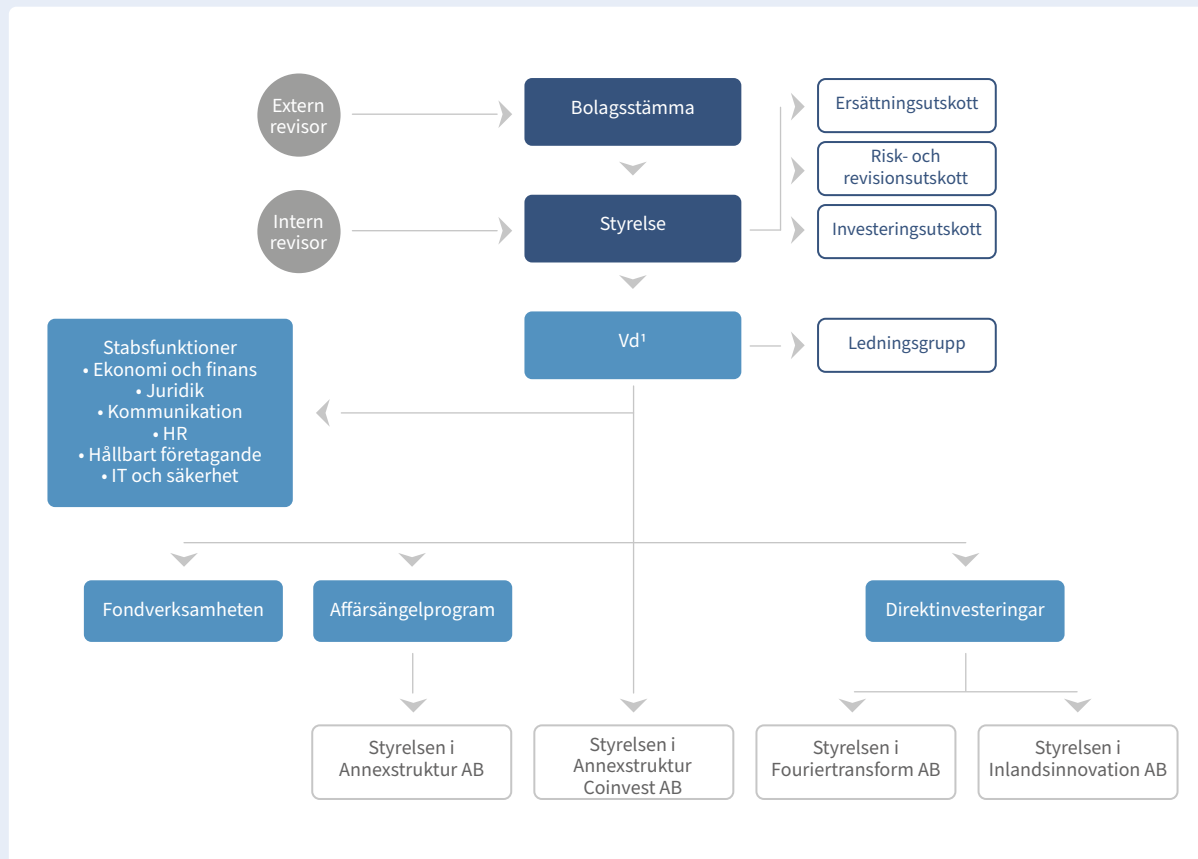 Extern
revisor
Bolagsstämma
Ersättningsutskott
Risk- och
revisionsutskott
Intern
revisor
Styrelse
Investeringsutskott
Vd¹
Ledningsgrupp
Stabsfunktioner
• Ekonomi och finans
• Juridik
• Kommunikation
• HR
• Hållbart företagande
• IT och säkerhet
Fondverksamheten
Affärsängelprogram
Direktinvesteringar
Styrelsen i
Annexstruktur AB
Styrelsen i
Annexstruktur
Coinvest AB
Styrelsen i
Fouriertransform AB
Styrelsen i
Inlandsinnovation AB